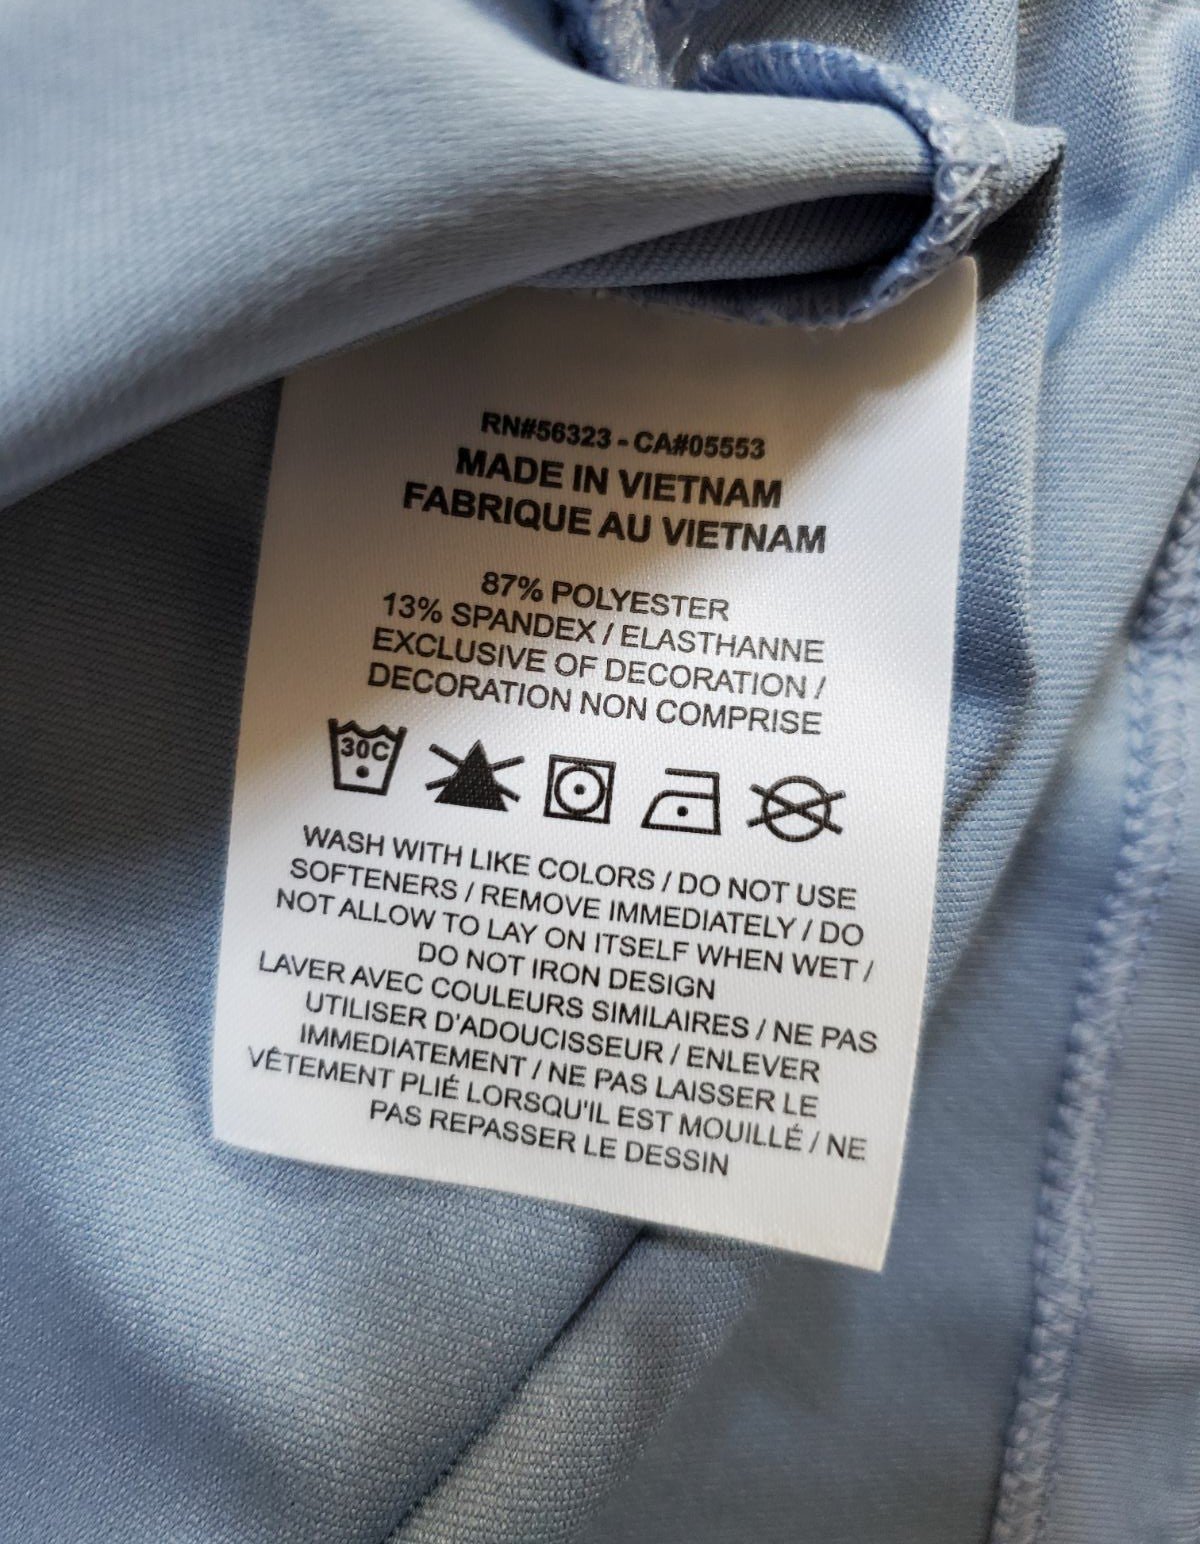 RN#56323 - CA#05553
MADE IN VIETNAM
FABRIQUE AU VIETNAM
87% POLYESTER
13% SPANDEX / ELASTHANNE
EXCLUSIVE OF DECORATION /
DECORATION NON COMPRISE
30C
WASH WITH LIKE COLORS / DO NOT USE
SOFTENERS / REMOVE IMMEDIATELY / DO
NOT ALLOW TO LAY ON ITSELF WHEN WET /
DO NOT IRON DESIGN
LAVER AVEC COULEURS SIMILAIRES / NE PAS
UTILISER D'ADOUCISSEUR / ENLEVER
IMMEDIATEMENT / NE PAS LAISSER LE
VÊTEMENT PLIÉ LORSQU'IL EST MOUILLÉ / NE
PAS REPASSER LE DESSIN